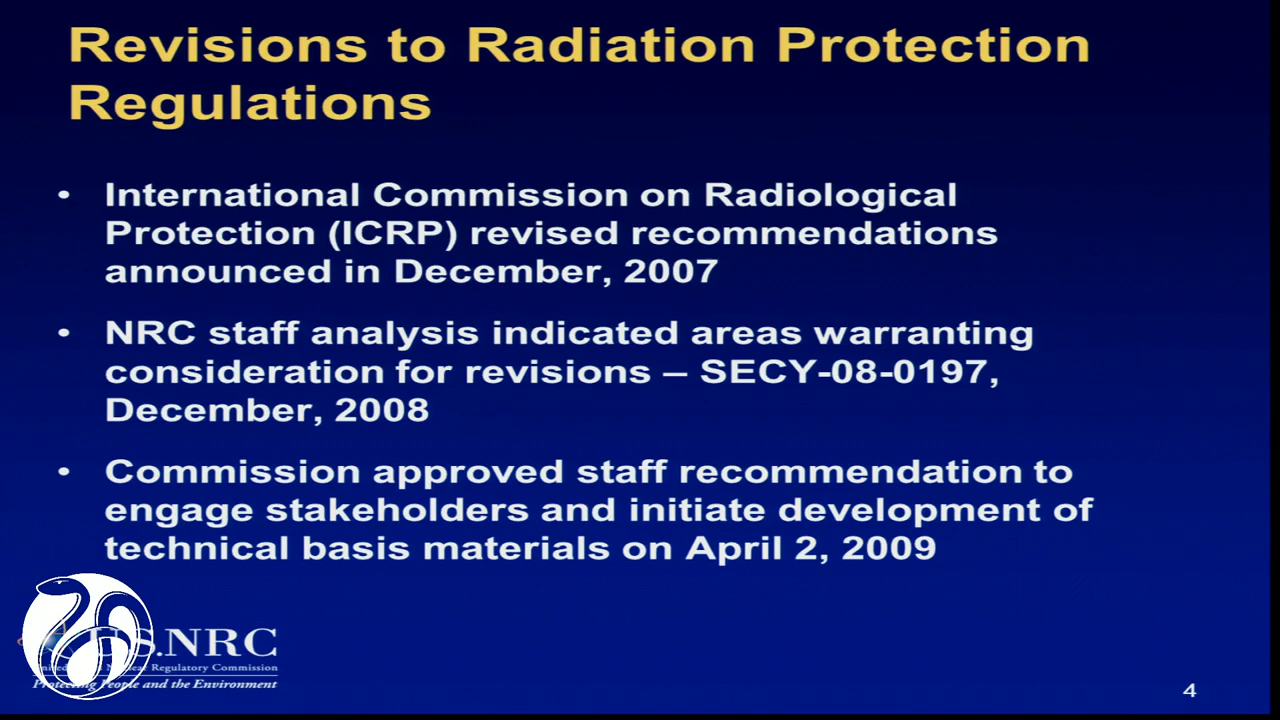 Revisions to Radiation Protection
Regulations
• International Commission on Radiological
Protection (ICRP) revised recommendations
announced in December, 2007
• NRC staff analysis indicated areas warranting
consideration for revisions – SECY-08-0197,
December, 2008
• Commission approved staff recommendation to
engage stakeholders and initiate development of
technical basis materials on April 2, 2009
U.S.NRC
Regulatory Commission
Protecting People and the Environment
4